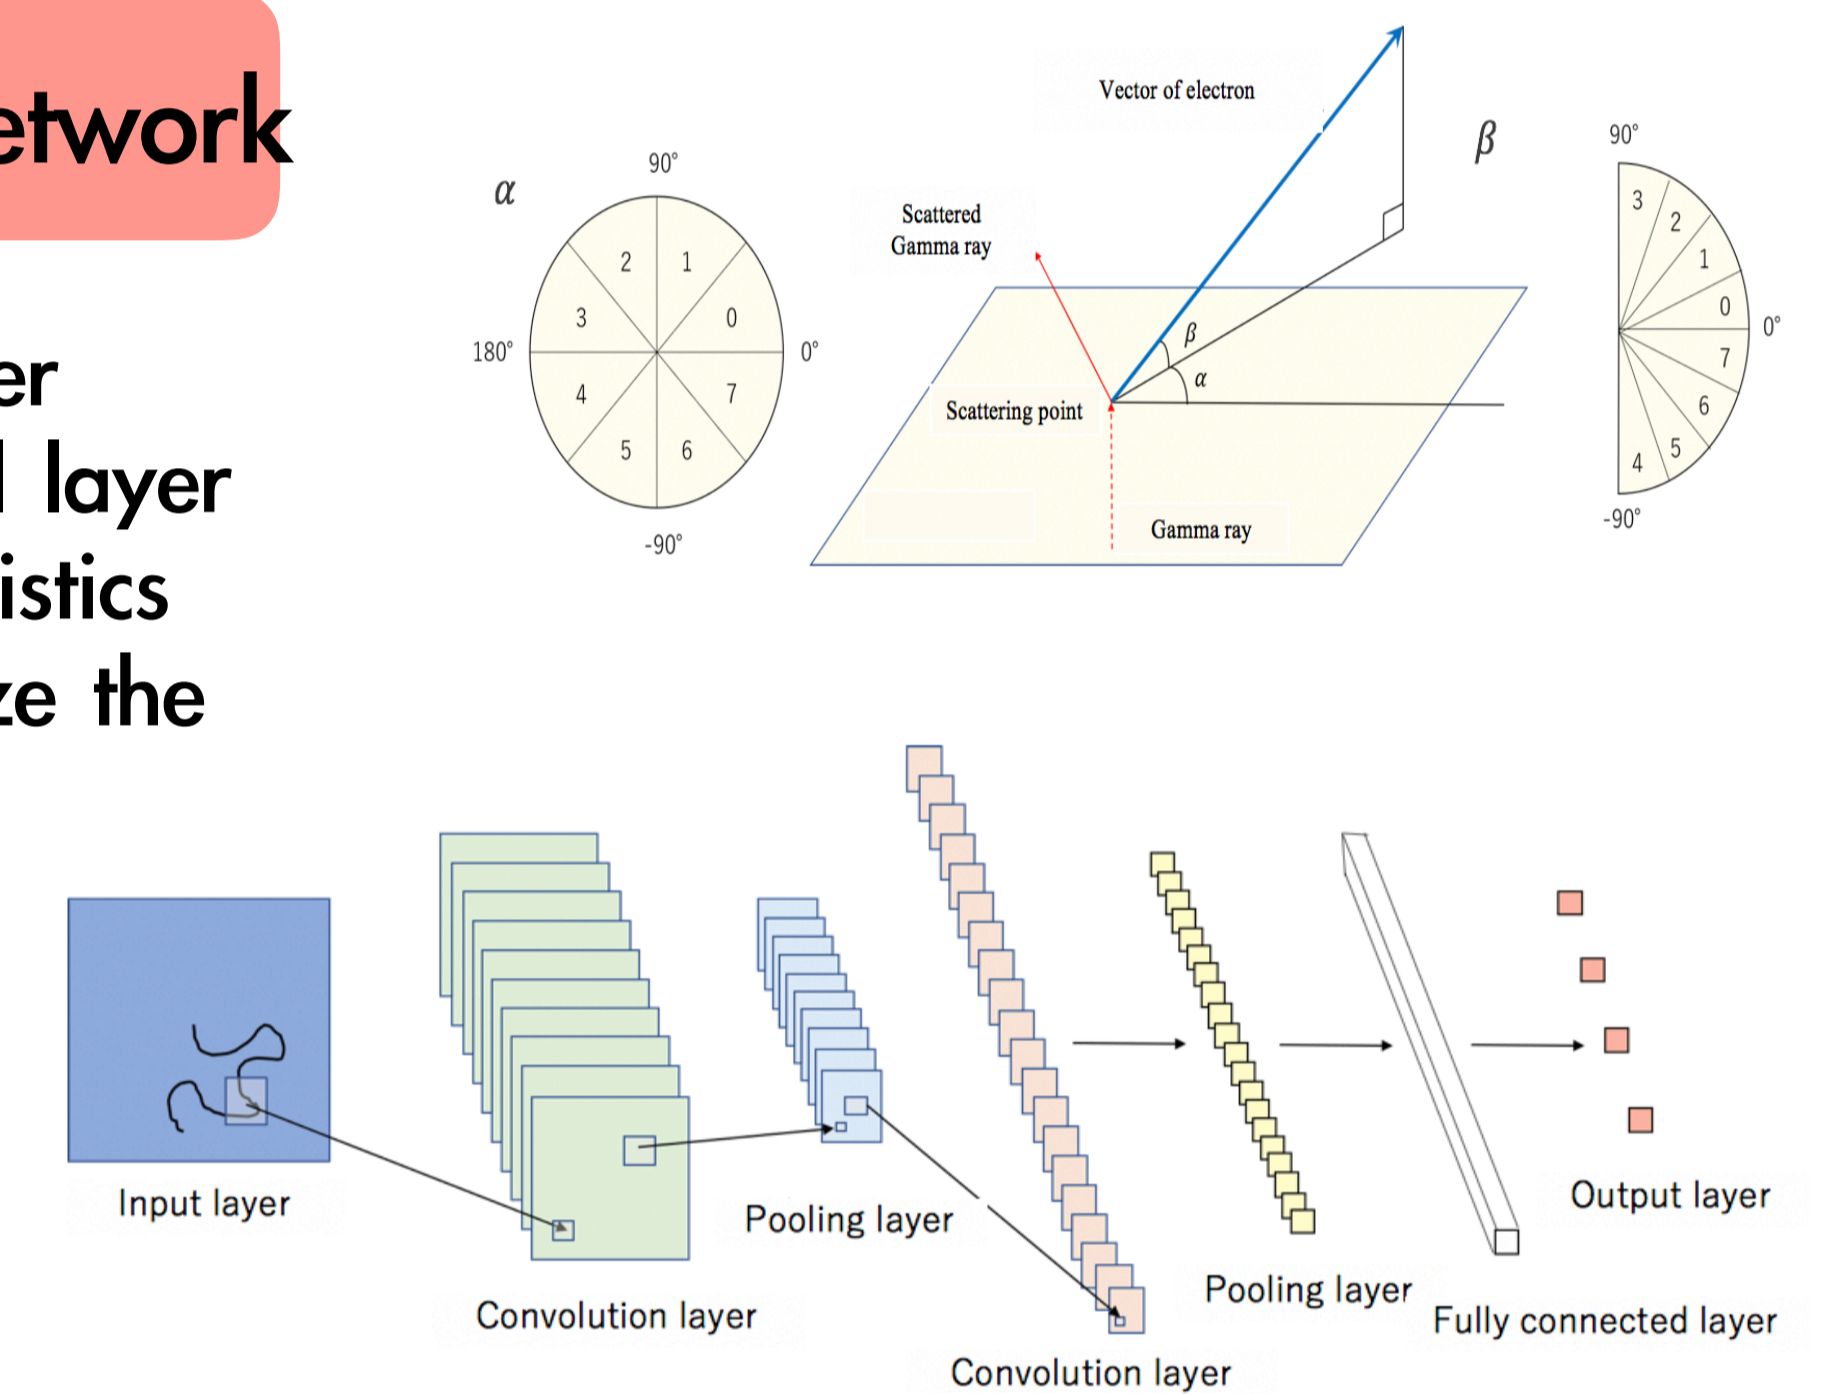 etwork
er
l layer
istics
ze the
α
90°
2 1
3 0
180° 0°
4 7
5 6
-90°
Vector of electron
Scattered
Gamma ray
β
α
Scattering point
Gamma ray
β
90°
3
2
1
0
0°
7
6
5
4
-90°
Input layer
Convolution layer
Pooling layer
Convolution layer
Pooling layer
Fully connected layer
Output layer